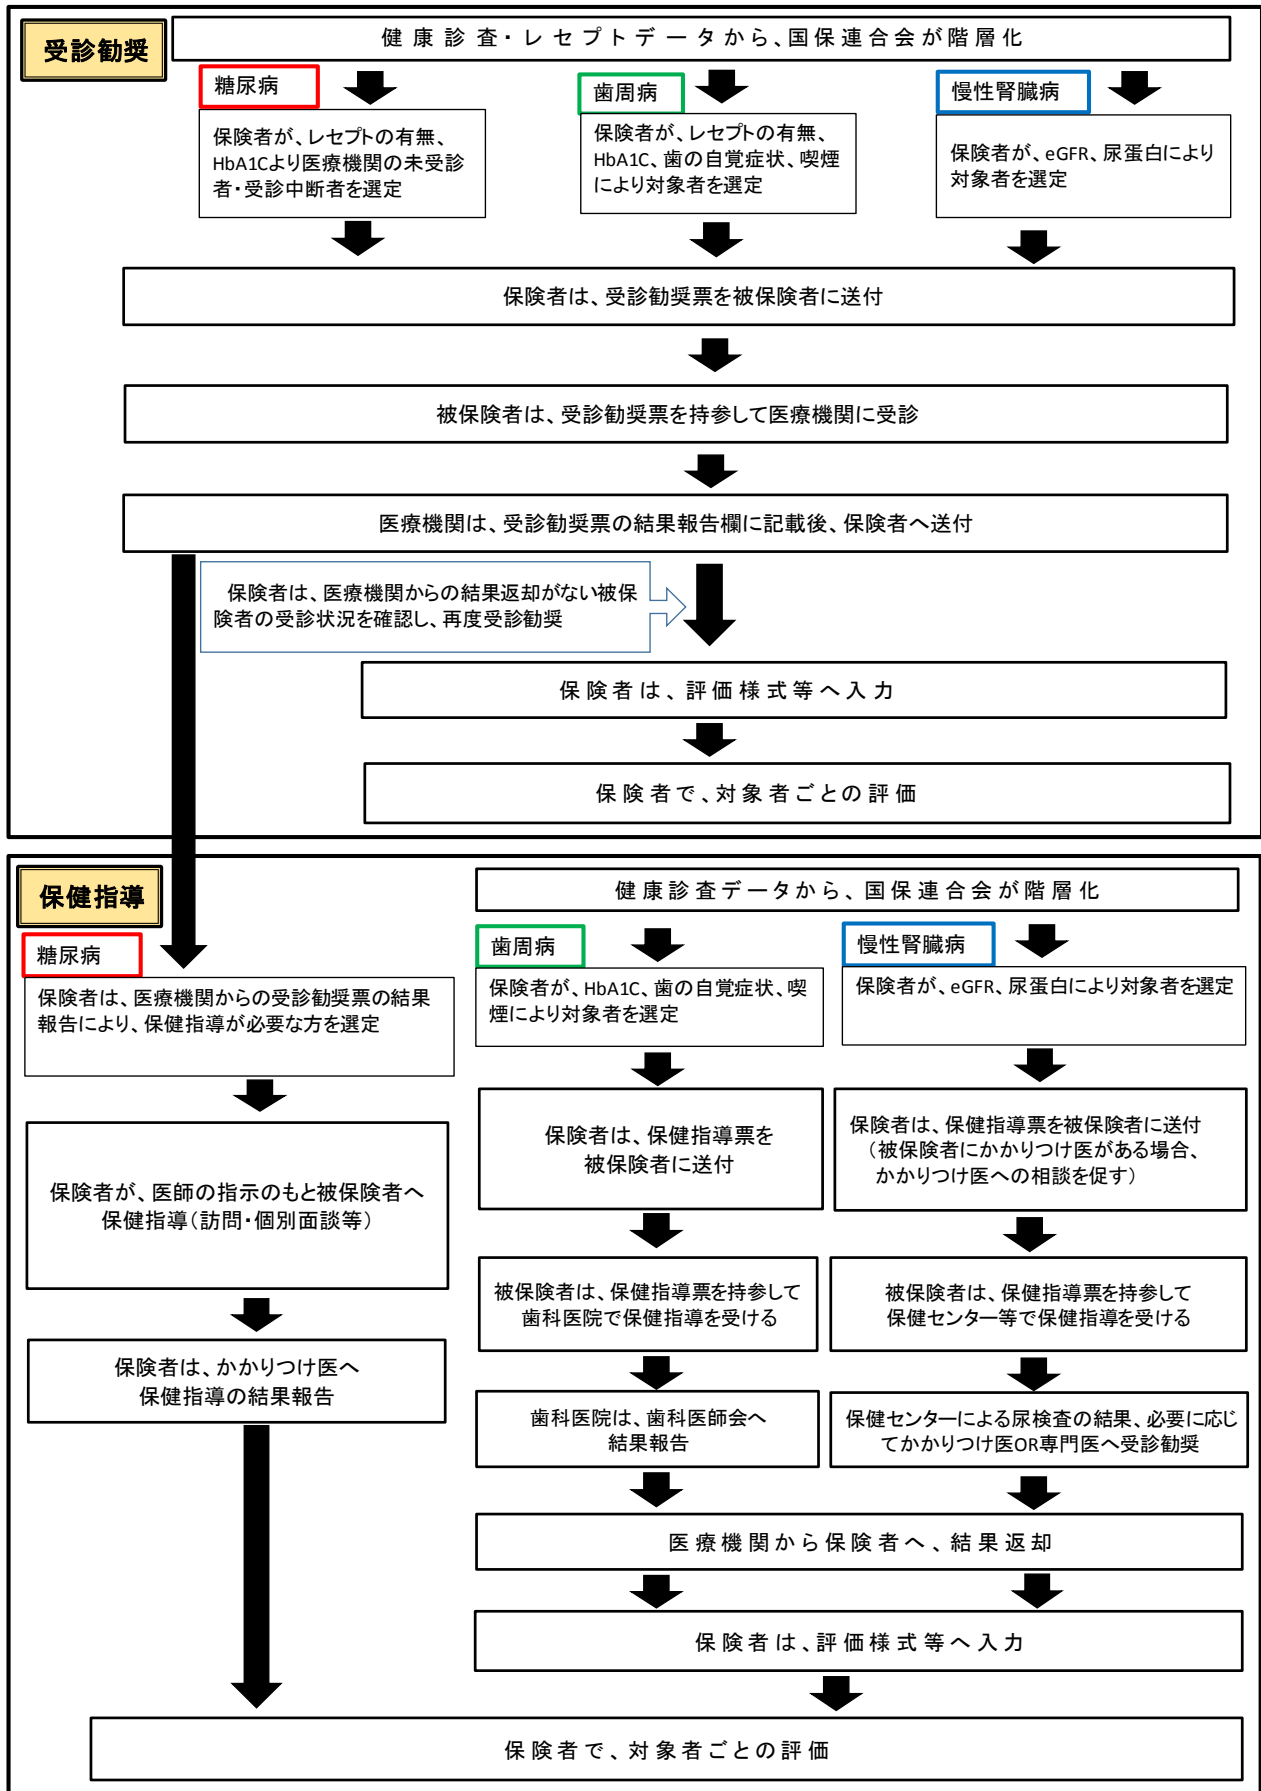 受診勧奨
健康診査・レセプトデータから、国保連合会が階層化
糖尿病
保険者が、レセプトの有無、
HbA1Cより医療機関の未受診
者・受診中断者を選定
歯周病
保険者が、レセプトの有無、
HbA1C、歯の自覚症状、喫煙
により対象者を選定
慢性腎臓病
保険者が、eGFR、尿蛋白により
対象者を選定
保険者は、受診勧奨票を被保険者に送付
被保険者は、受診勧奨票を持参して医療機関に受診
医療機関は、受診勧奨票の結果報告欄に記載後、保険者へ送付
保険者は、医療機関からの結果返却がない被保
険者の受診状況を確認し、再度受診勧奨
保険者は、評価様式等へ入力
保険者で、対象者ごとの評価
保健指導
健康診査データから、国保連合会が階層化
糖尿病
保険者は、医療機関からの受診勧奨票の結果
報告により、保健指導が必要な方を選定
保険者が、医師の指示のもと被保険者へ
保健指導(訪問・個別面談等)
保険者は、かかりつけ医へ
保健指導の結果報告
歯周病
保険者が、HbA1C、歯の自覚症状、喫
煙により対象者を選定
保険者は、保健指導票を
被保険者に送付
被保険者は、保健指導票を持参して
歯科医院で保健指導を受ける
歯科医院は、歯科医師会へ
結果報告
慢性腎臓病
保険者が、eGFR、尿蛋白により対象者を選定
保険者は、保健指導票を被保険者に送付
(被保険者にかかりつけ医がある場合、
かかりつけ医への相談を促す)
被保険者は、保健指導票を持参して
保健センター等で保健指導を受ける
保健センターによる尿検査の結果、必要に応じ
てかかりつけ医OR専門医へ受診勧奨
医療機関から保険者へ、結果返却
保険者は、評価様式等へ入力
保険者で、対象者ごとの評価